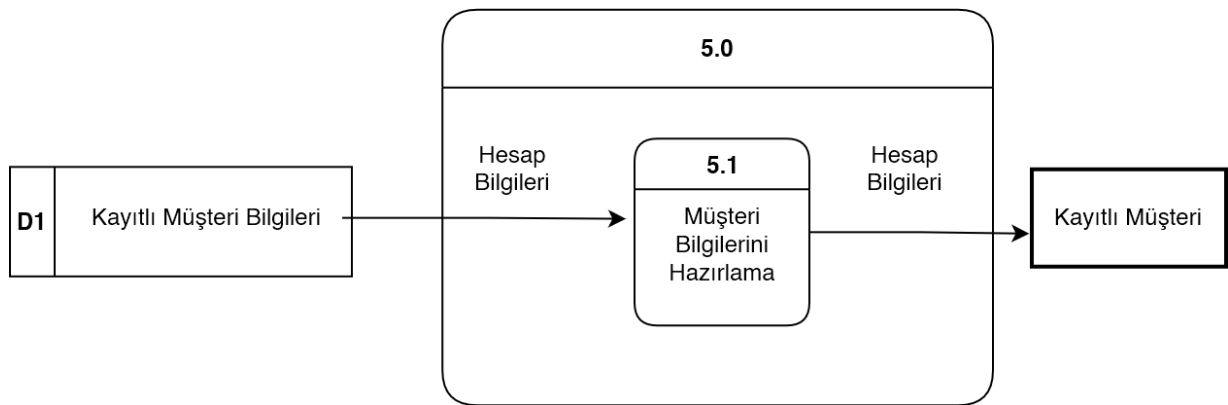 5.0
D1
Kayıtlı Müşteri Bilgileri
Hesap
Bilgileri
5.1
Müşteri
Bilgilerini
Hazırlama
Hesap
Bilgileri
Kayıtlı Müşteri